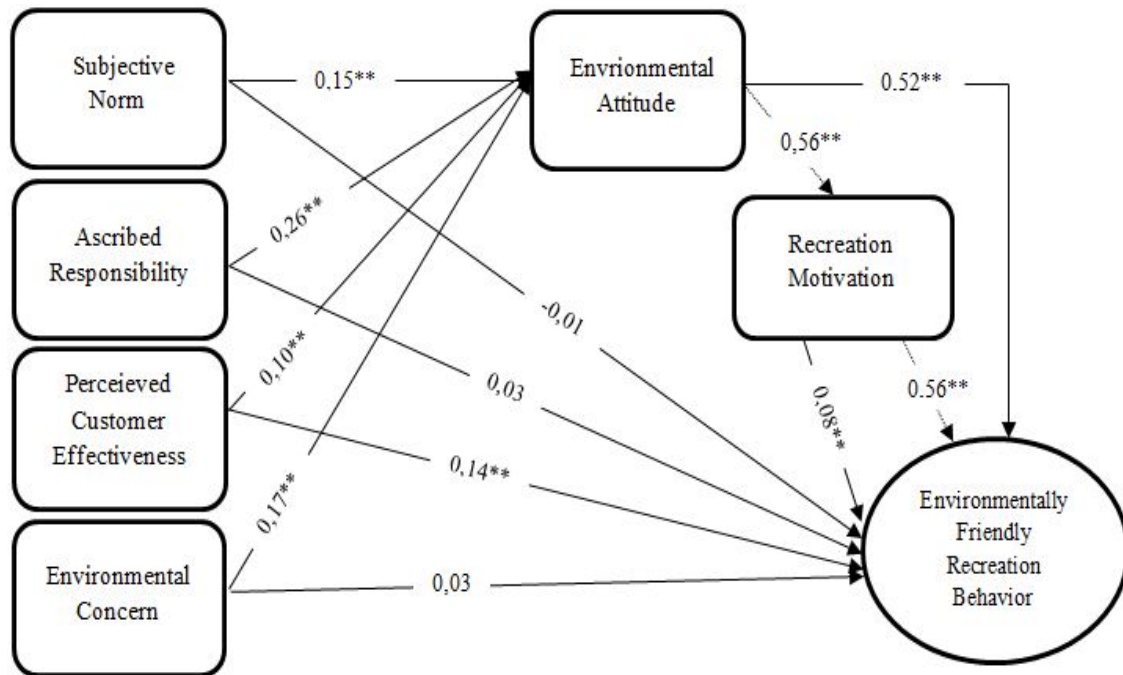 Subjective
Norm
0,15**
Envrionmental
Attitude
0.52**
0,56**
Ascribed
Responsibility
0,26**
Recreation
Motivation
-0,01
Perceieved
Customer
Effectiveness
0,10**
0,03
0,08**
0.56**
0,14**
0,17**
Environmental
Concern
0,03
Environmentally
Friendly
Recreation
Behavior